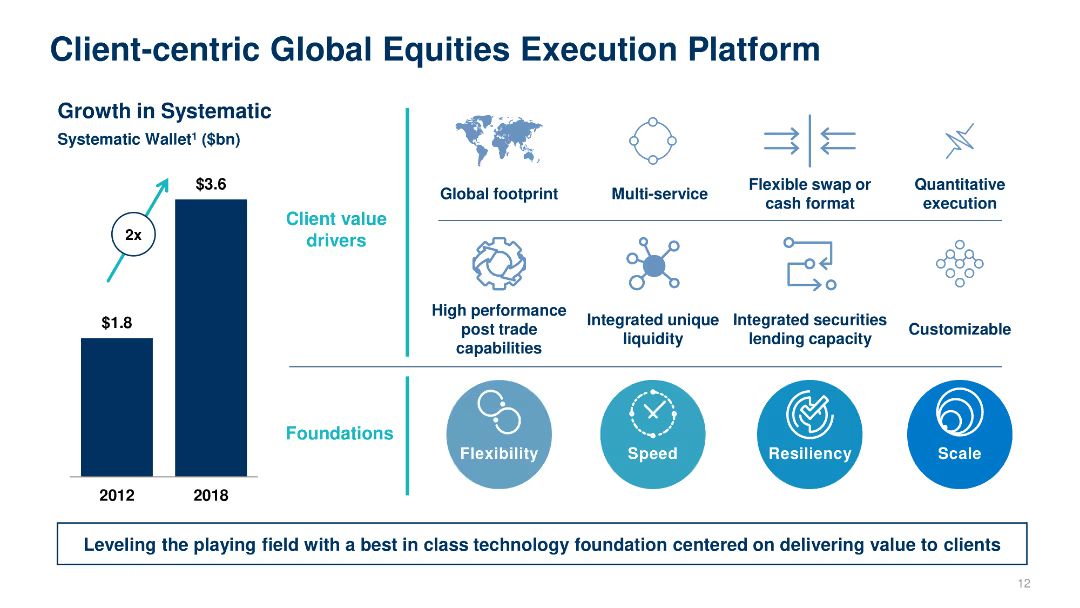 Client-centric Global Equities Execution Platform
Growth in Systematic
Systematic Wallet¹ ($bn)
$3.6
2x
$1.8
2012
2018
Client value
drivers
Global footprint
Multi-service
Flexible swap or
cash format
Quantitative
execution
High performance
post trade
capabilities
Integrated unique
liquidity
Integrated securities
lending capacity
Customizable
Foundations
Flexibility
Speed
Resiliency
Scale
Leveling the playing field with a best in class technology foundation centered on delivering value to clients
12